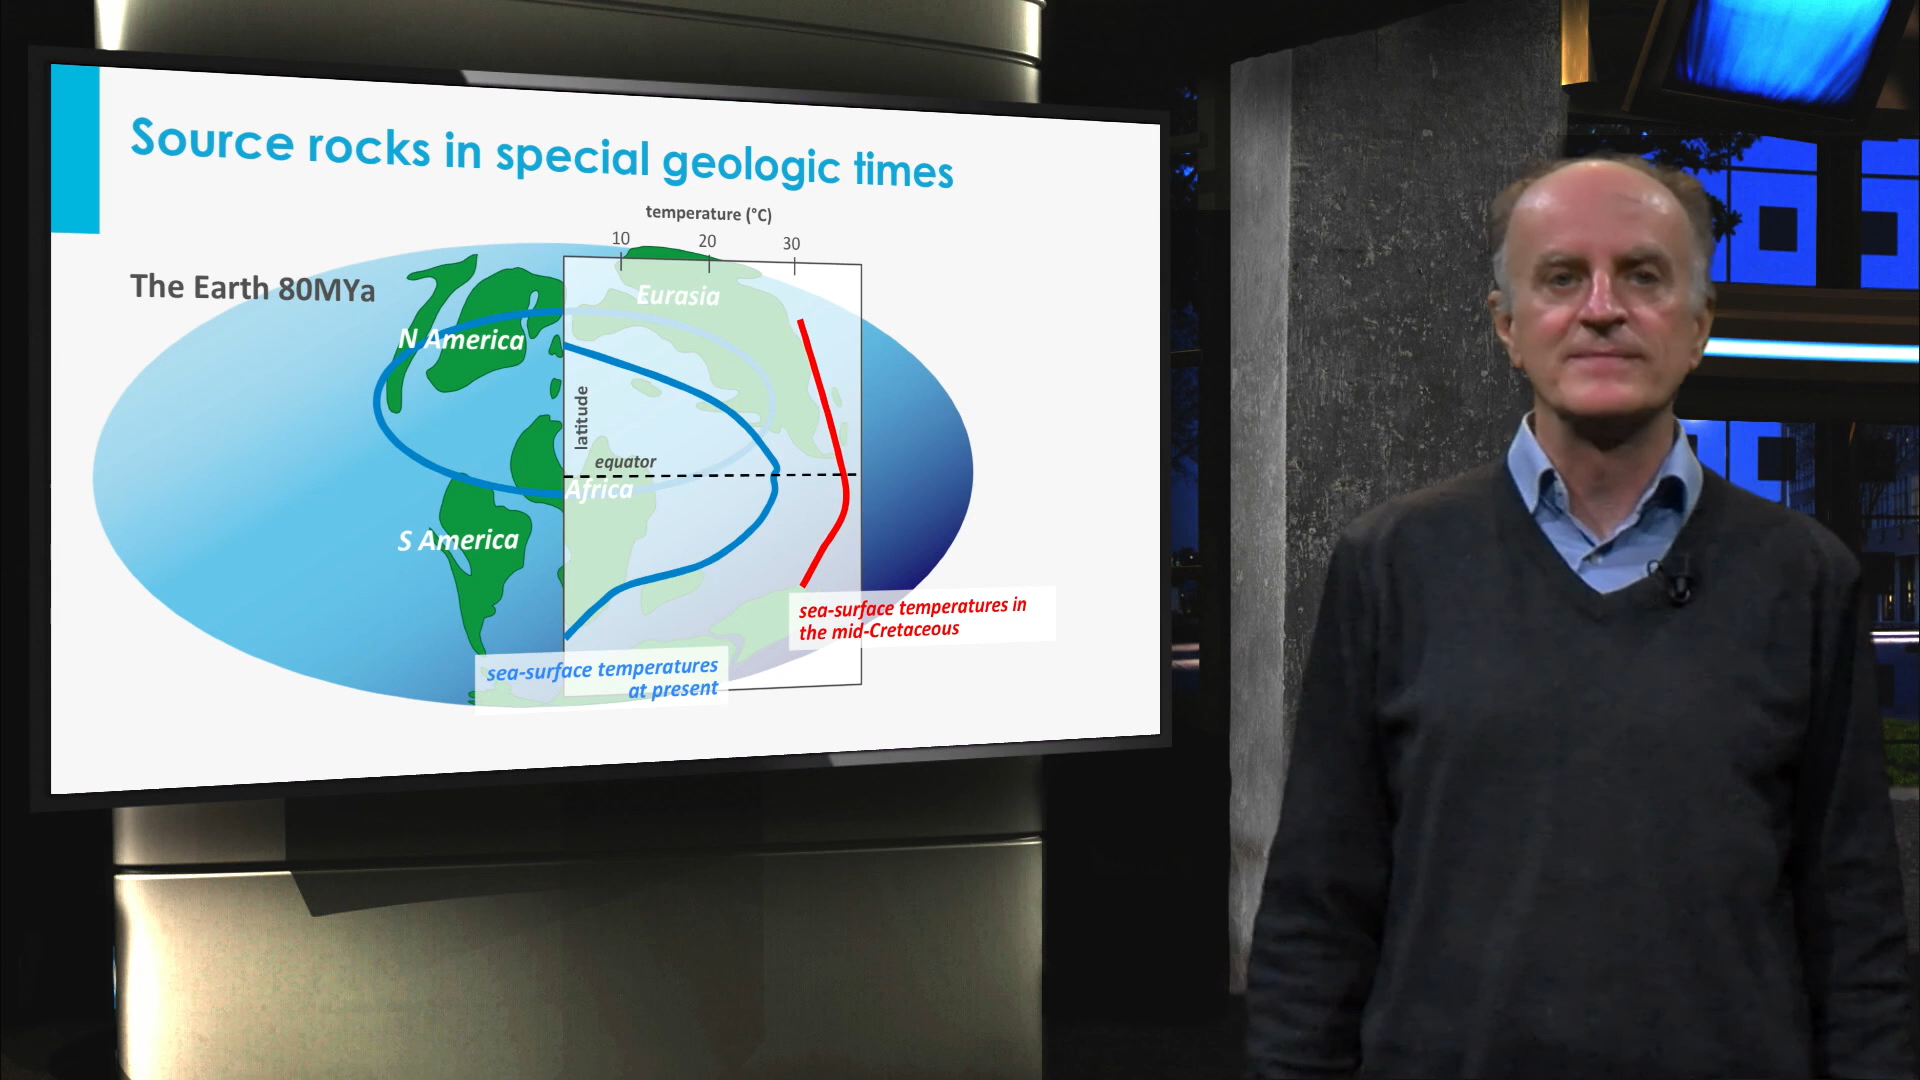 Source rocks in special geologic times
temperature (°C)
10 20 30
The Earth 80MYa
Eurasia
N America
latitude
equator
Africa
S America
sea-surface temperatures in
the mid-Cretaceous
sea-surface temperatures
at present